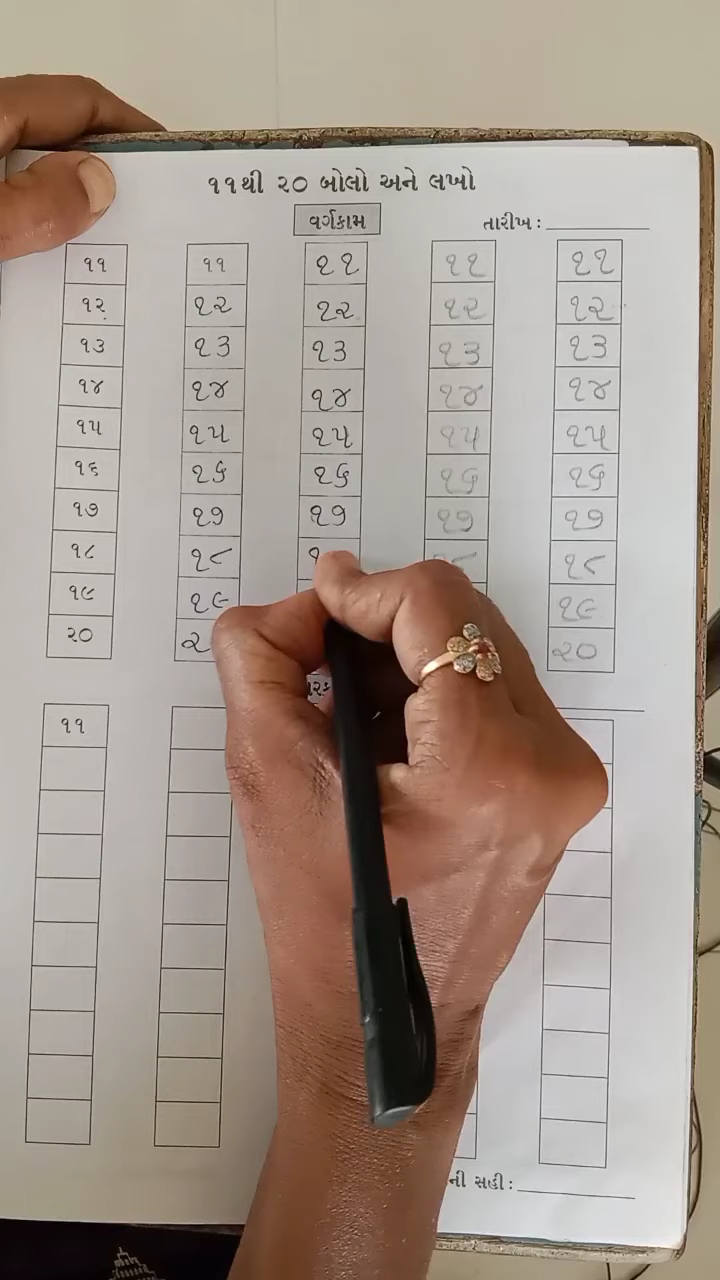 ૧૧થી ૨૦ બોલો અને લખો
વર્ગકામ
તારીખ :
૧૧ ૧૧ ૧૧ ૧૧ ૧૧
૧૨ ૧૨ ૧૨ ૧૨ ૧૨
૧૩ ૧૩ ૧૩ ૧૩ ૧૩
૧૪ ૧૪ ૧૪ ૧૪ ૧૪
૧૫ ૧૫ ૧૫ ૧૫ ૧૫
૧૬ ૧૬ ૧૬ ૧૬ ૧૬
૧૭ ૧૭ ૧૭ ૧૭ ૧૭
૧૮ ૧૮ ૧૮
૧૯ ૧૯ ૧૯
૨૦ ૨૦
૧૧
સહી :